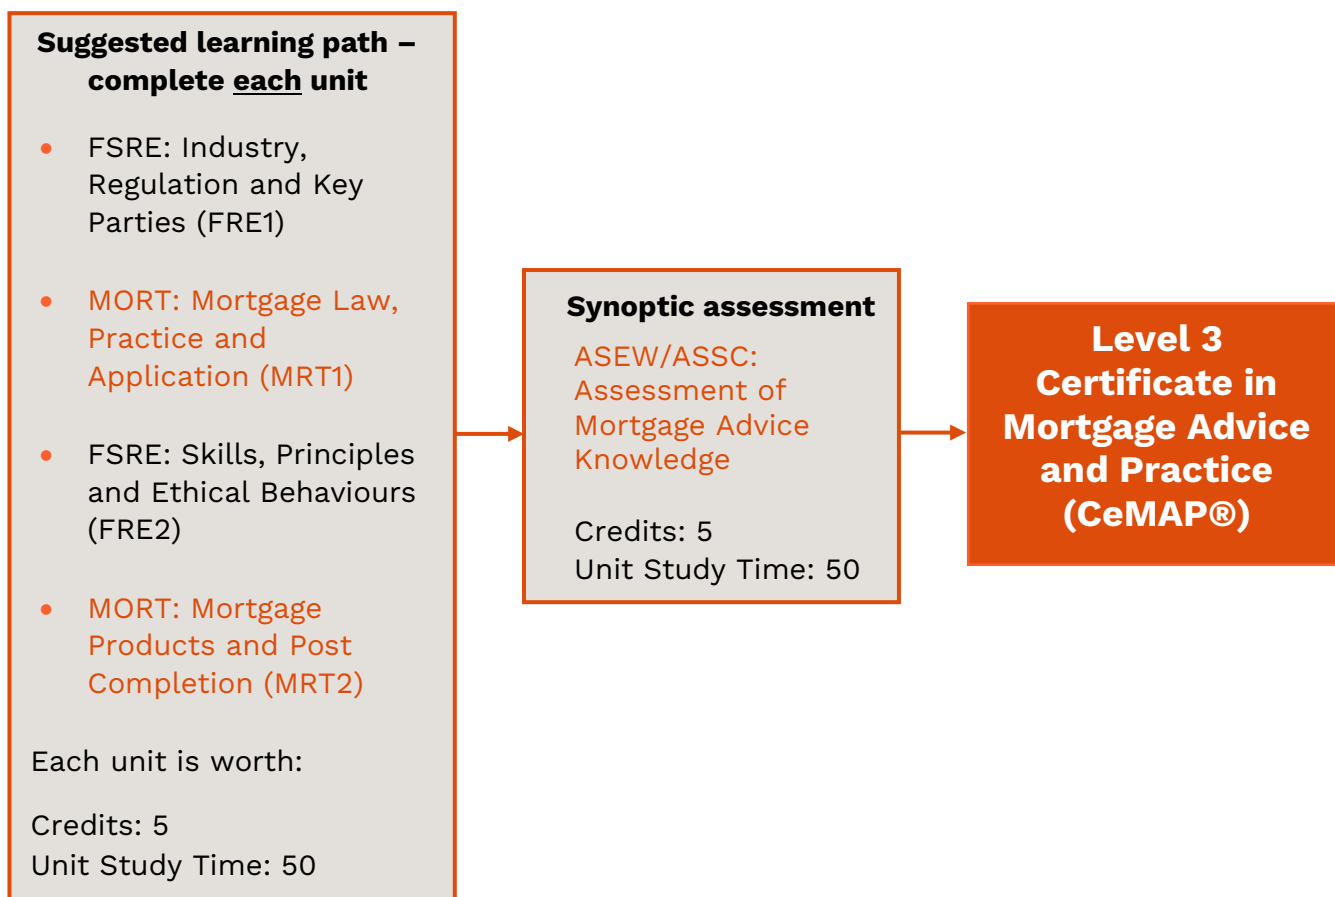 Suggested learning path –
complete each unit
• FSRE: Industry,
Regulation and Key
Parties (FRE1)
• MORT: Mortgage Law,
Practice and
Application (MRT1)
• FSRE: Skills, Principles
and Ethical Behaviours
(FRE2)
• MORT: Mortgage
Products and Post
Completion (MRT2)
Each unit is worth:
Credits: 5
Unit Study Time: 50
Synoptic assessment
ASEW/ASSC:
Assessment of
Mortgage Advice
Knowledge
Credits: 5
Unit Study Time: 50
Level 3
Certificate in
Mortgage Advice
and Practice
(CeMAP®)